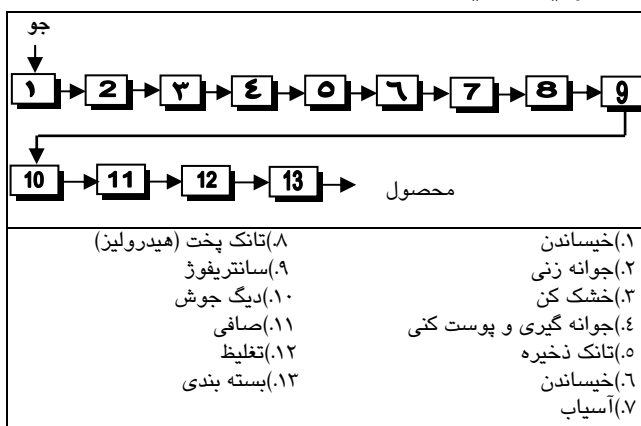 جو
۱ 2 ۳ ٤ ٥ ٦ 7 8 9
10 11 12 13 محصول
۱.)خیساندن
۲.)جوانه زنی
۳.)خشک کن
٤.)جوانه گیری و پوست کنی
٥.)تانک ذخیره
٦.)خیساندن
۷.)آسیاب
۸.)تانک پخت (هیدرولیز)
۹.)سانتریفوژ
۱۰.)دیگ جوش
۱۱.)صافی
۱۲.)تغلیظ
۱۳.)بسته بندی